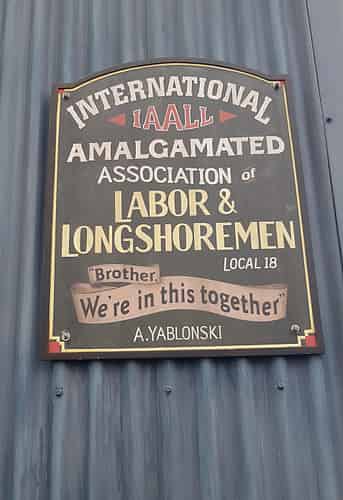 INTERNATIONAL
IAALL
AMALGAMATED
ASSOCIATION of
LABOR &
LONGSHOREMEN
LOCAL 18
"Brother,
We're in this together"
A. YABLONSKI